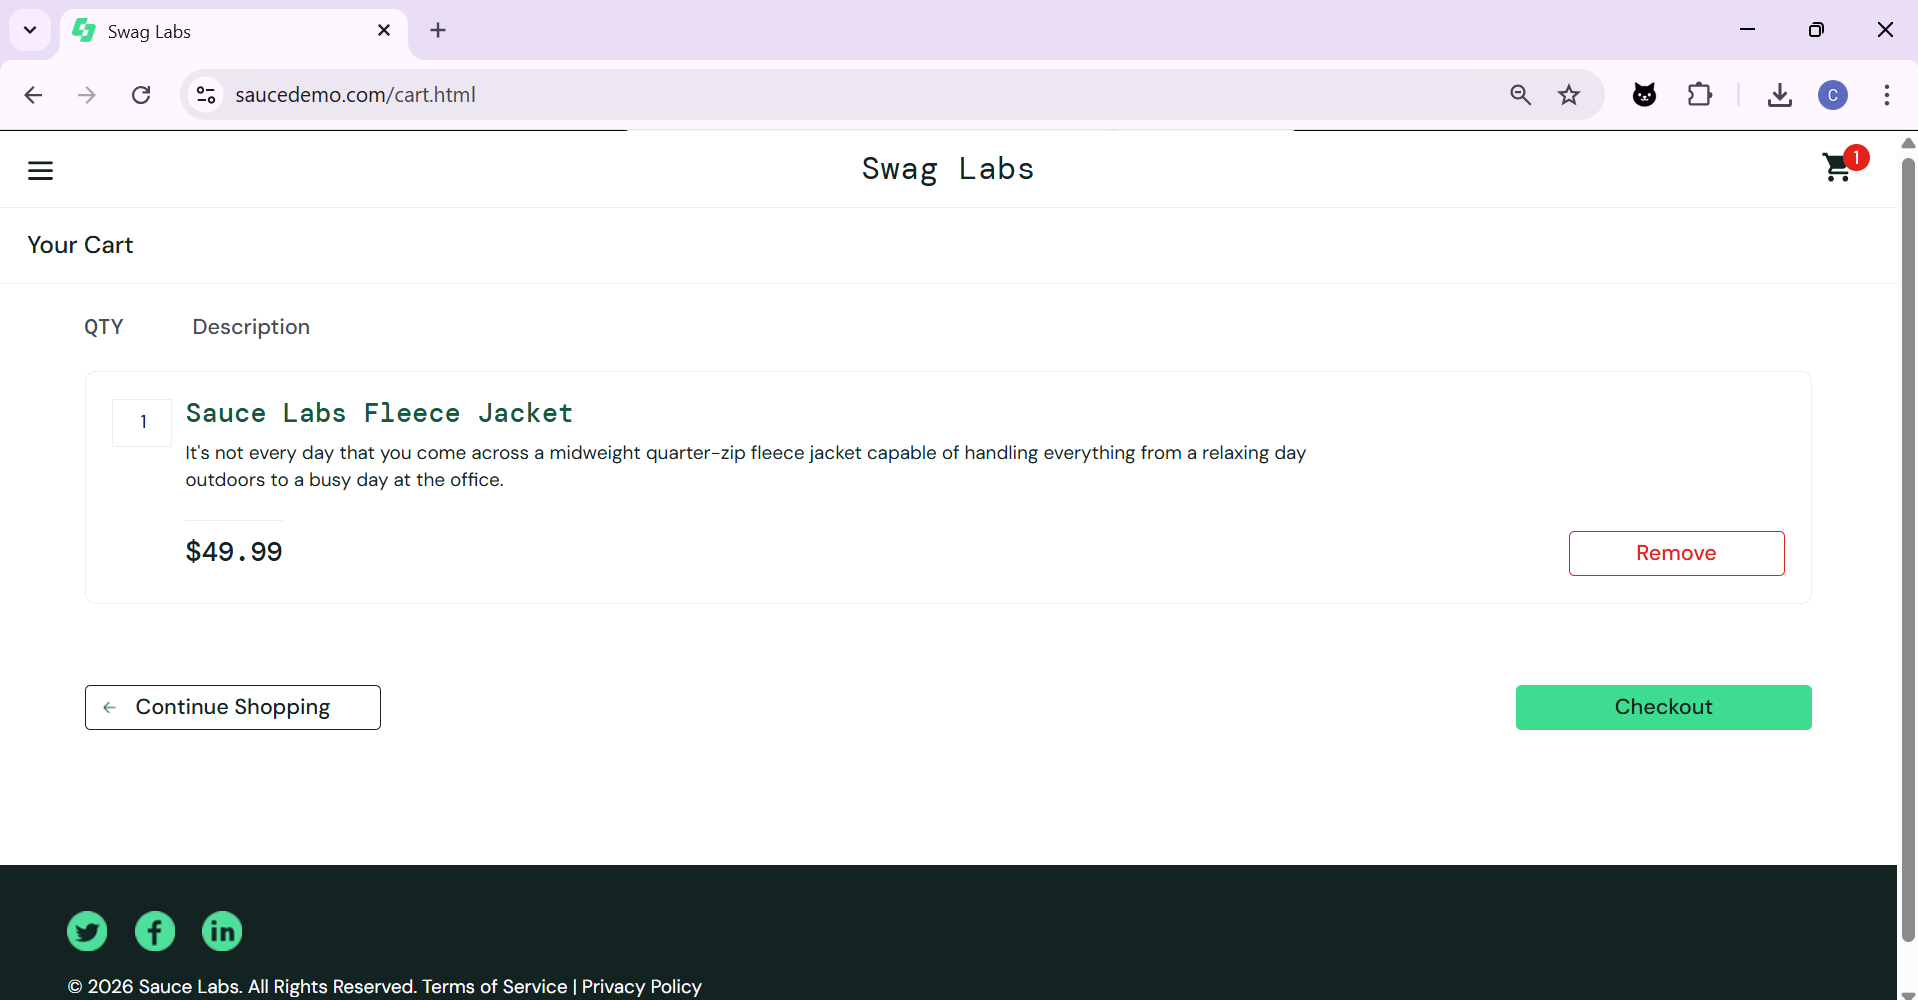 Swag Labs
saucedemo.com/cart.html
C
Swag Labs
1
Your Cart
QTY Description
1
Sauce Labs Fleece Jacket
It's not every day that you come across a midweight quarter-zip fleece jacket capable of handling everything from a relaxing day
outdoors to a busy day at the office.
$49.99
Remove
Continue Shopping
Checkout
© 2026 Sauce Labs. All Rights Reserved. Terms of Service | Privacy Policy